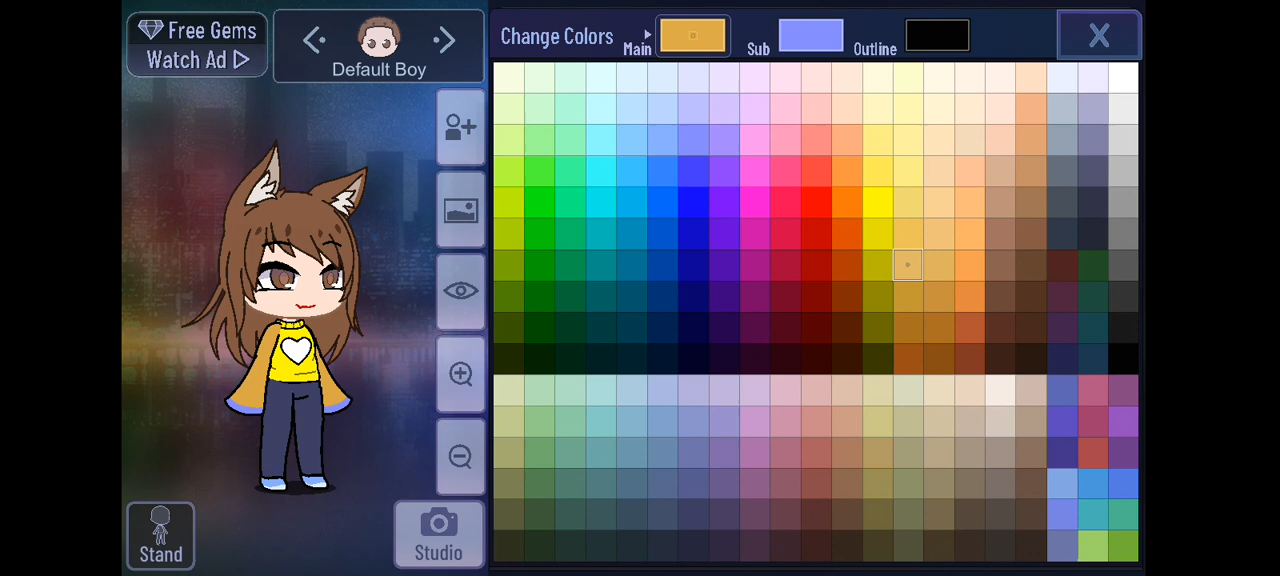 Free Gems
Watch Ad
Default Boy
Change Colors
Main
Sub
Outline
X
Stand
Studio